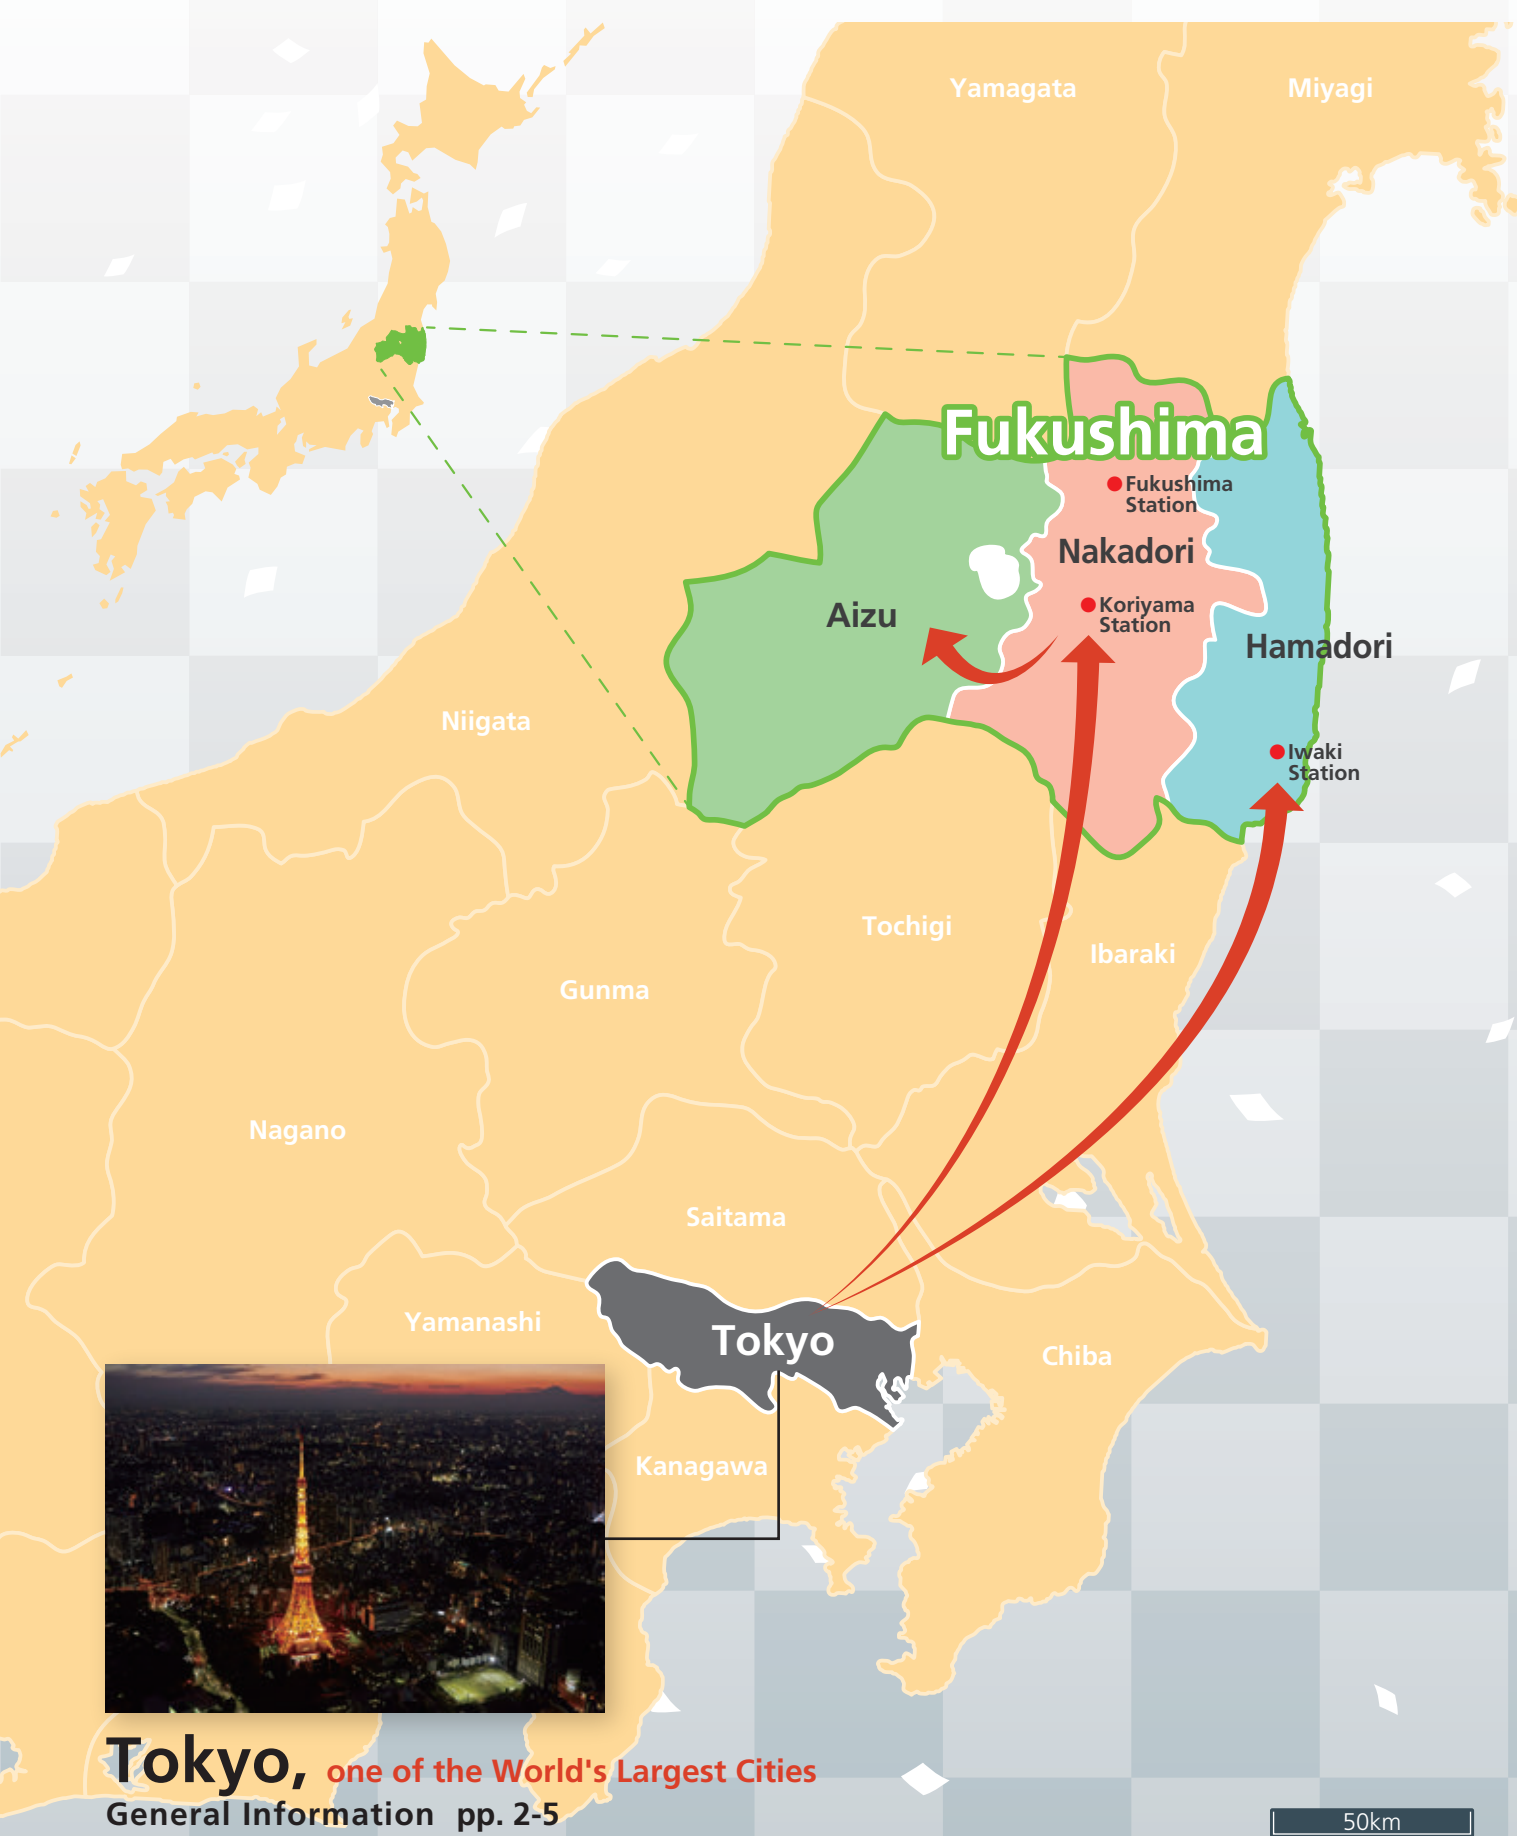 Yamagata
Miyagi
Fukushima
Fukushima
Station
Nakadori
Koriyama
Station
Aizu
Hamadori
Iwaki
Station
Niigata
Tochigi
Ibaraki
Gunma
Nagano
Saitama
Yamanashi
Tokyo
Chiba
Kanagawa
Tokyo, one of the World's Largest Cities
General Information pp. 2-5
50km